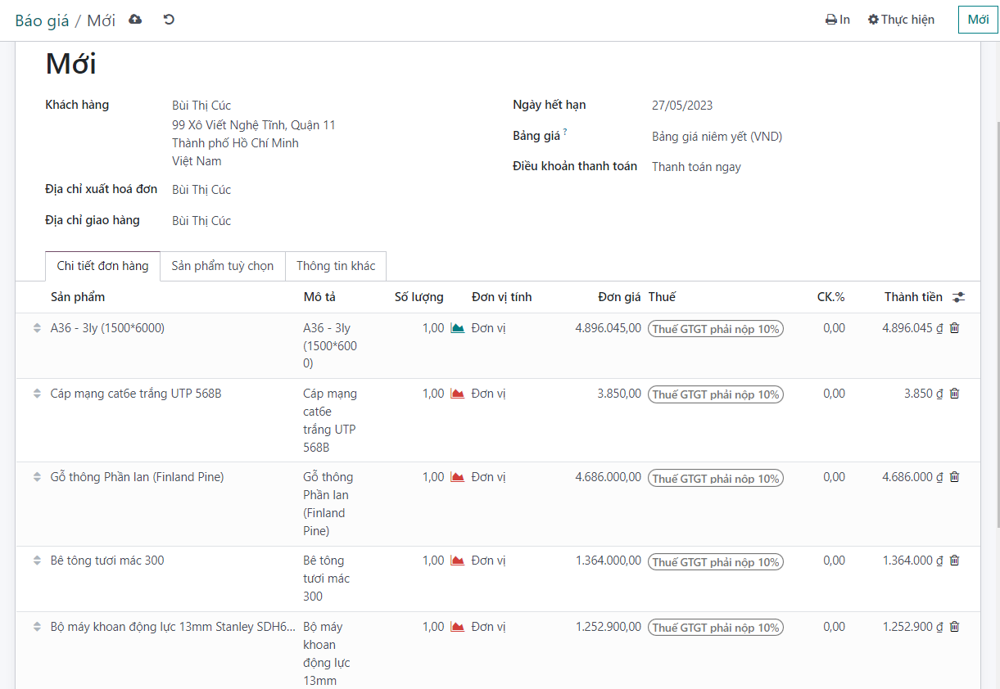 Báo giá / Mới
In
Thực hiện
Mới
Mới
Khách hàng
Bùi Thị Cúc
99 Xô Viết Nghệ Tĩnh, Quận 11
Thành phố Hồ Chí Minh
Việt Nam
Địa chỉ xuất hoá đơn
Bùi Thị Cúc
Địa chỉ giao hàng
Bùi Thị Cúc
Ngày hết hạn
27/05/2023
Bảng giá ?
Bảng giá niêm yết (VND)
Điều khoản thanh toán
Thanh toán ngay
Chi tiết đơn hàng
Sản phẩm tuỳ chọn
Thông tin khác
Sản phẩm Mô tả Số lượng Đơn vị tính Đơn giá Thuế CK.% Thành tiền
A36 - 3ly (1500*6000)
A36 - 3ly
(1500*600
0)
1,00 Đơn vị 4.896.045,00 Thuế GTGT phải nộp 10% 0,00 4.896.045 ₫
Cáp mạng cat6e trắng UTP 568B
Cáp mạng
cat6e
trắng UTP
568B
1,00 Đơn vị 3.850,00 Thuế GTGT phải nộp 10% 0,00 3.850 ₫
Gỗ thông Phần lan (Finland Pine)
Gỗ thông
Phần lan
(Finland
Pine)
1,00 Đơn vị 4.686.000,00 Thuế GTGT phải nộp 10% 0,00 4.686.000 ₫
Bê tông tươi mác 300
Bê tông
tươi mác
300
1,00 Đơn vị 1.364.000,00 Thuế GTGT phải nộp 10% 0,00 1.364.000 ₫
Bộ máy khoan động lực 13mm Stanley SDH6...
Bộ máy
khoan
động lực
13mm
1,00 Đơn vị 1.252.900,00 Thuế GTGT phải nộp 10% 0,00 1.252.900 ₫